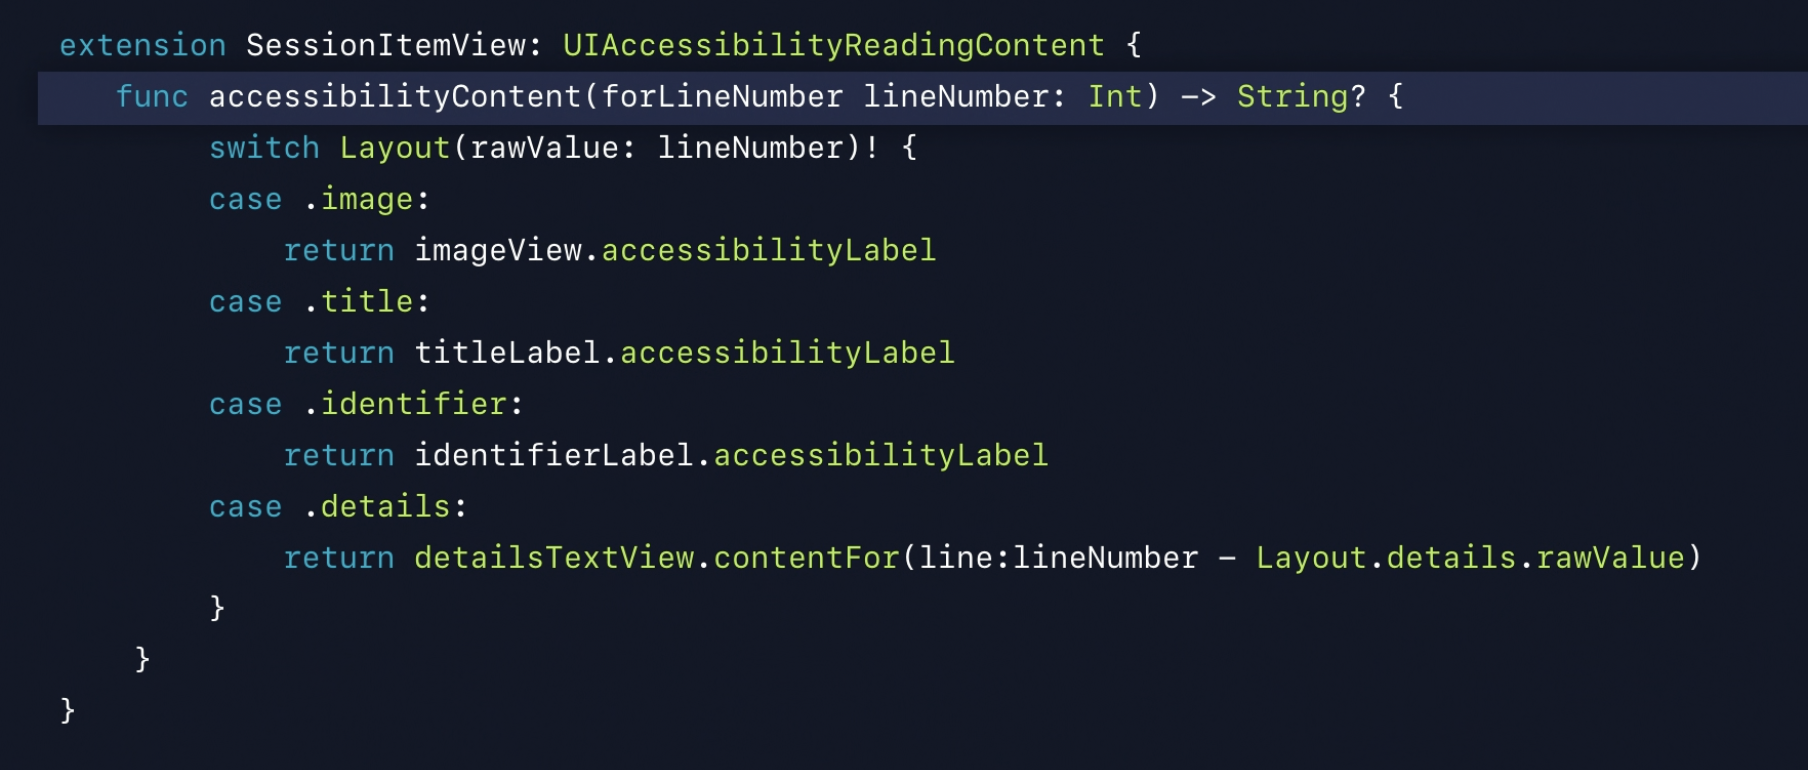 extension SessionItemView: UIAccessibilityReadingContent {
func accessibilityContent(forLineNumber lineNumber: Int) -> String? {
switch Layout(rawValue: lineNumber)! {
case .image:
return imageView.accessibilityLabel
case .title:
return titleLabel.accessibilityLabel
case .identifier:
return identifierLabel.accessibilityLabel
case .details:
return detailsTextView.contentFor(line:lineNumber - Layout.details.rawValue)
}
}
}